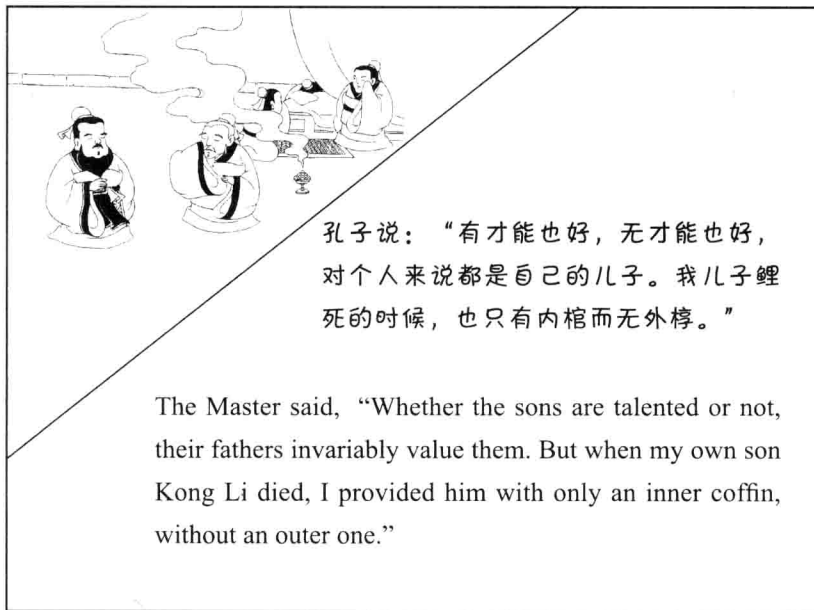 孔子说：“有才能也好，无才能也好，
对个人来说都是自己的儿子。我儿子鲤
死的时候，也只有内棺而无外椁。”
The Master said, “Whether the sons are talented or not,
their fathers invariably value them. But when my own son
Kong Li died, I provided him with only an inner coffin,
without an outer one.”